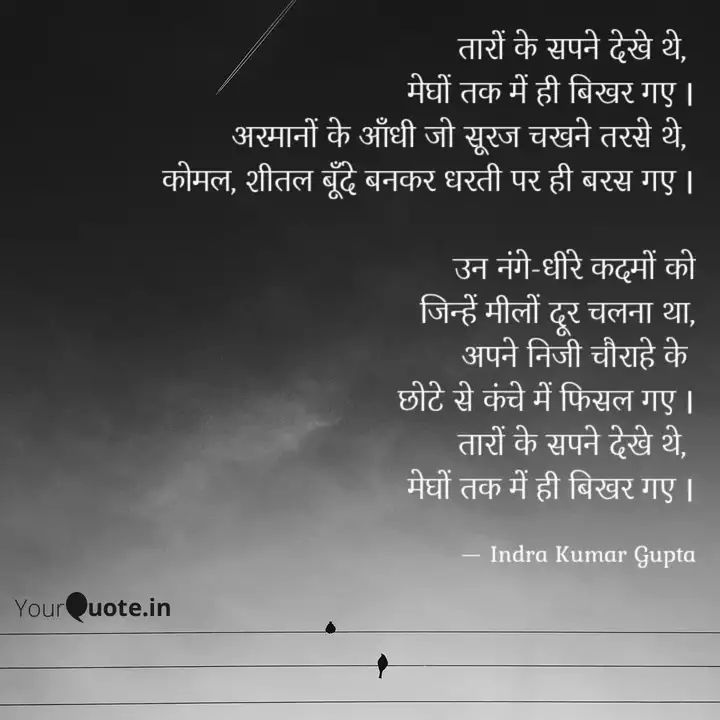 तारों के सपने देखे थे,
मेघों तक में ही बिखर गए |
अरमानों के आँधी जो सूरज चखने तरसे थे,
कोमल, शीतल बूँदे बनकर धरती पर ही बरस गए |
उन नंगे-धीरे कदमों को
जिन्हें मीलों दूर चलना था,
अपने निजी चौराहे के
छोटे से कंचे में फिसल गए |
तारों के सपने देखे थे,
मेघों तक में ही बिखर गए |
— Indra Kumar Gupta
YourQuote.in